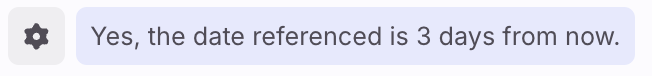 Yes, the date referenced is 3 days from now.